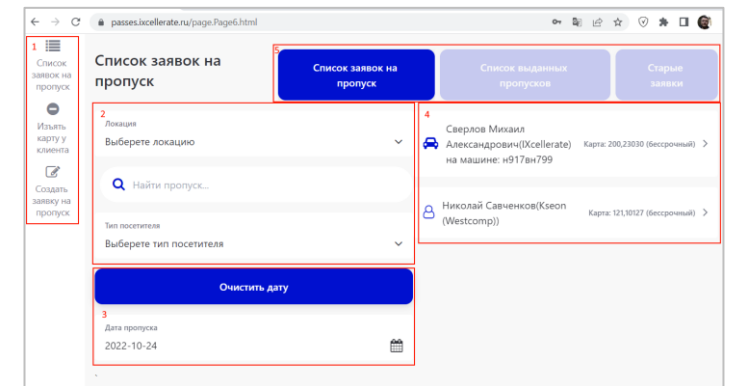 passes.ixcellerate.ru/page.Page6.html
1
Список
заявок на
пропуск
Изъять
карту у
клиента
Создать
заявку на
пропуск
Список заявок на
пропуск
5
Список заявок на
пропуск
Список выданных
пропусков
Старые
заявки
2
Локация
Выберете локацию
Найти пропуск...
Тип посетителя
Выберете тип посетителя
Очистить дату
3
Дата пропуска
2022-10-24
4
Сверлов Михаил
Александрович(IXcellerate)
на машине: н917вн799
Карта: 200,23030 (бессрочный)
Николай Савченков(Kseon
(Westcomp))
Карта: 121,10127 (бессрочный)